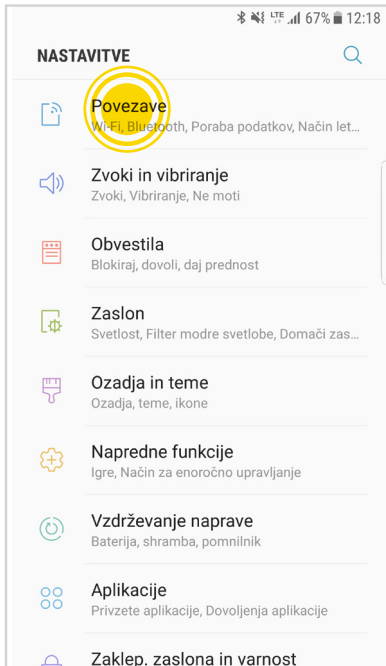 LTE 67% 12:18
NASTAVITVE
Povezave
Wi-Fi, Bluetooth, Poraba podatkov, Način let...
Zvoki in vibriranje
Zvoki, Vibriranje, Ne moti
Obvestila
Blokiraj, dovoli, daj prednost
Zaslon
Svetlost, Filter modre svetlobe, Domači zas...
Ozadja in teme
Ozadja, teme, ikone
Napredne funkcije
Igre, Način za enoročno upravljanje
Vzdrževanje naprave
Baterija, shramba, pomnilnik
Aplikacije
Privzete aplikacije, Dovoljenja aplikacije
Zaklep. zaslona in varnost